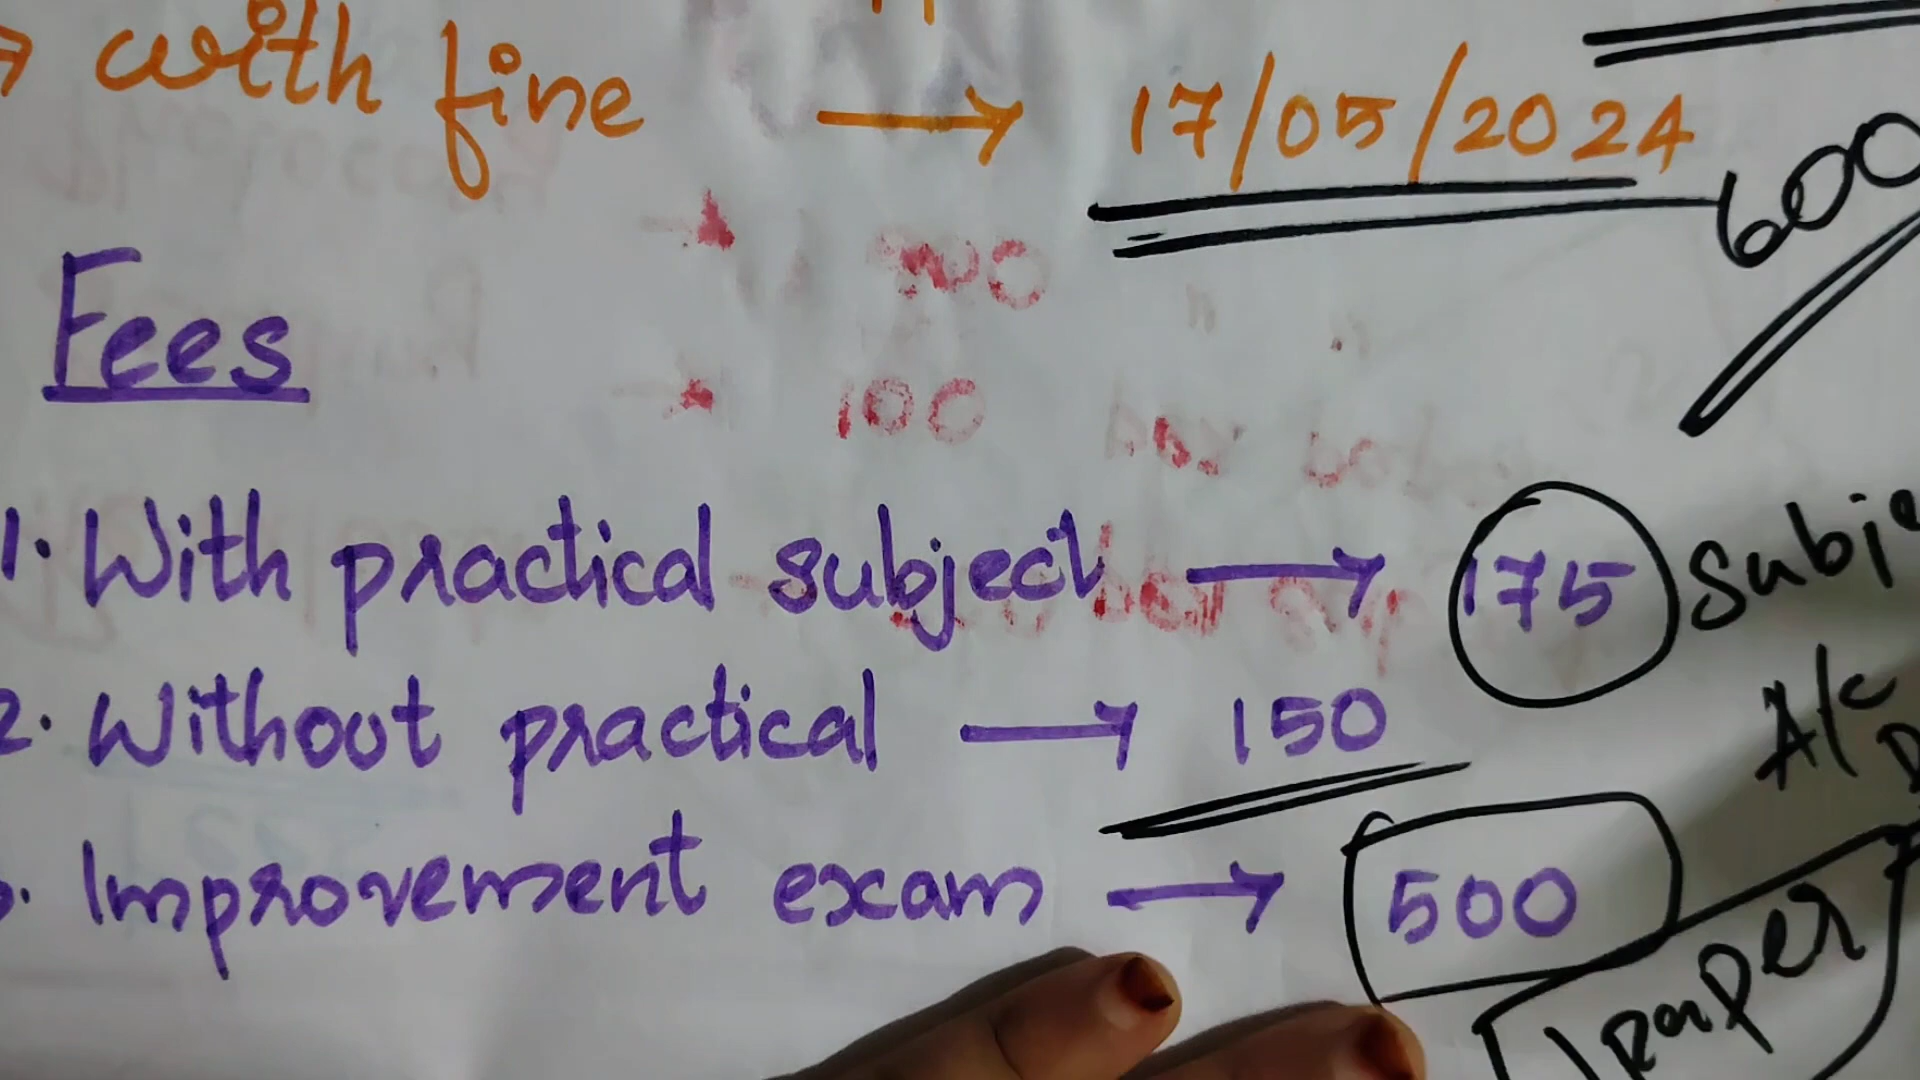 → with fine → 17/05/2024
600
Fees
1. With practical subject → 175 Subje
2. Without practical → 150
A/c
Improvement exam → 500
1 paper